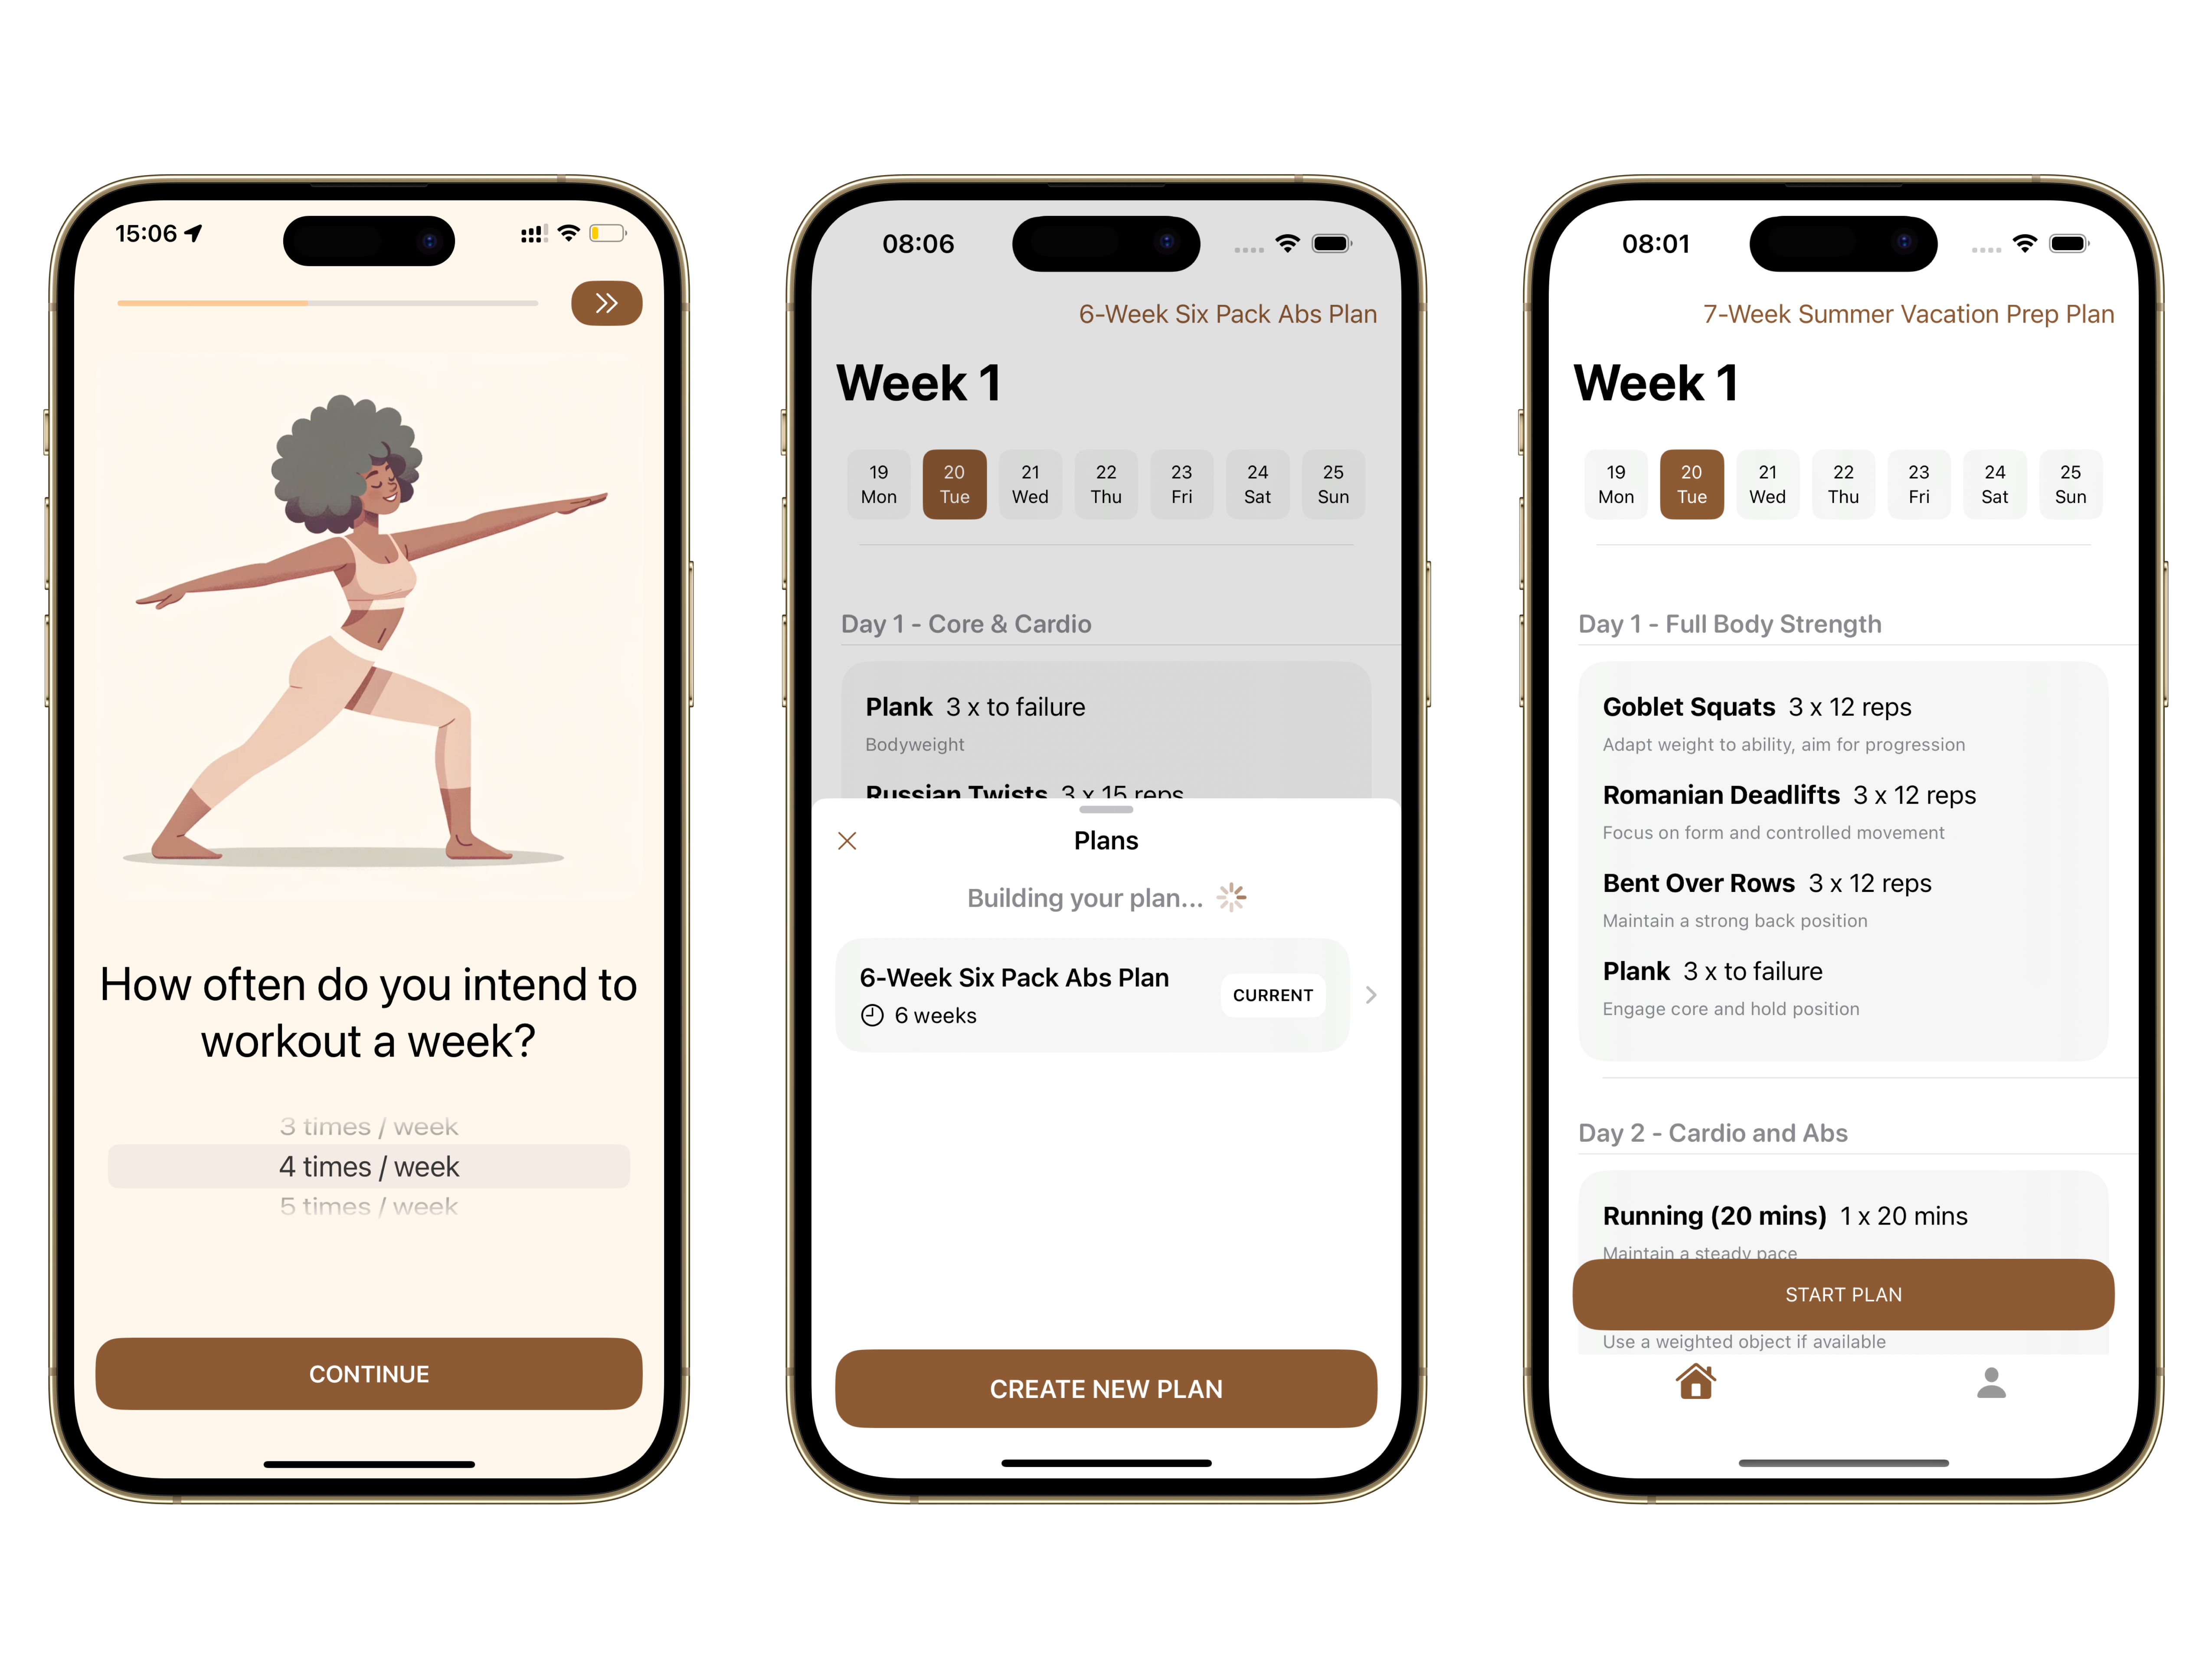 15:06
How often do you intend to
workout a week?
3 times / week
4 times / week
5 times / week
CONTINUE
08:06
6-Week Six Pack Abs Plan
Week 1
19 20 21 22 23 24 25
Mon Tue Wed Thu Fri Sat Sun
Day 1 - Core & Cardio
Plank 3 x to failure
Bodyweight
Russian Twists 3 x 15 reps
Plans
Building your plan...
6-Week Six Pack Abs Plan
CURRENT
6 weeks
CREATE NEW PLAN
08:01
7-Week Summer Vacation Prep Plan
Week 1
19 20 21 22 23 24 25
Mon Tue Wed Thu Fri Sat Sun
Day 1 - Full Body Strength
Goblet Squats 3 x 12 reps
Adapt weight to ability, aim for progression
Romanian Deadlifts 3 x 12 reps
Focus on form and controlled movement
Bent Over Rows 3 x 12 reps
Maintain a strong back position
Plank 3 x to failure
Engage core and hold position
Day 2 - Cardio and Abs
Running (20 mins) 1 x 20 mins
Maintain a steady pace
START PLAN
Use a weighted object if available